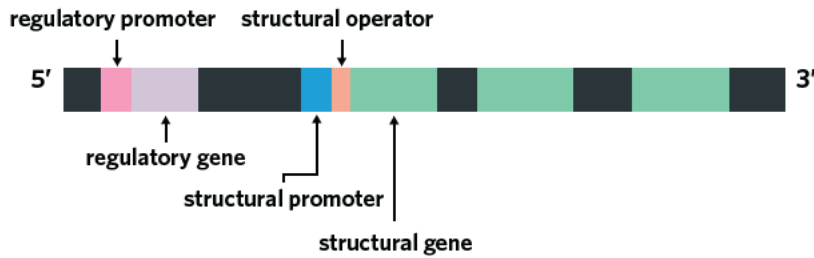 regulatory promoter structural operator
5′ 3′
regulatory gene
structural promoter
structural gene